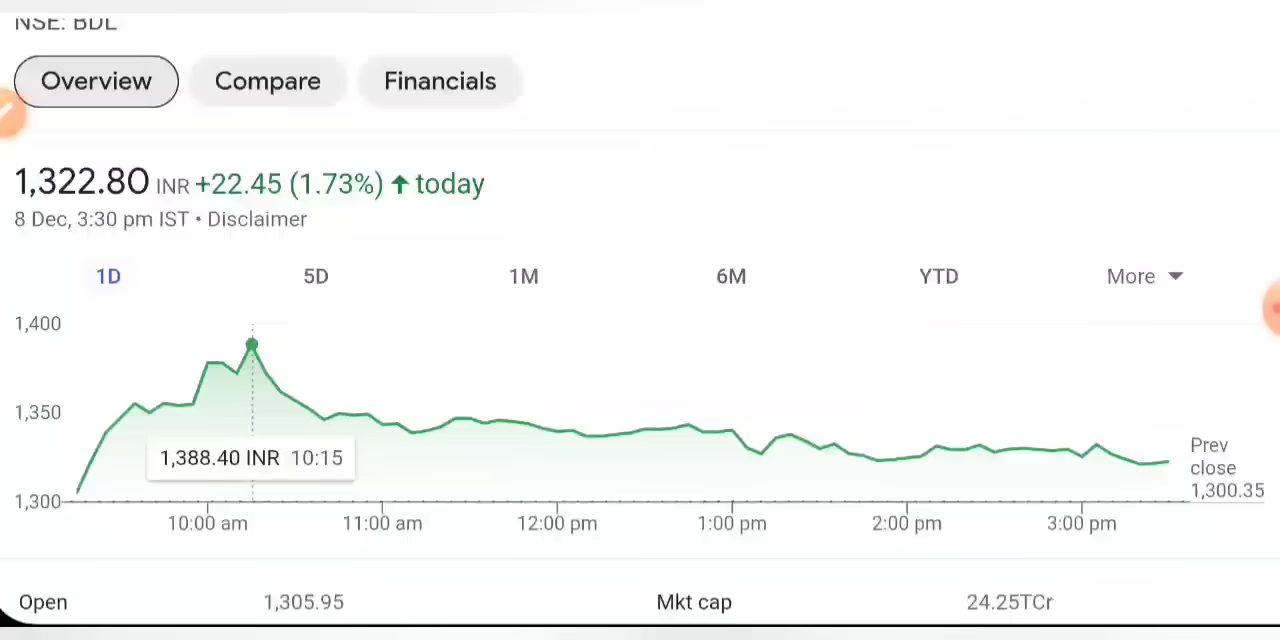 NSE: BDL
Overview Compare Financials
1,322.80 INR +22.45 (1.73%) ↑ today
8 Dec, 3:30 pm IST • Disclaimer
1D 5D 1M 6M YTD More
1,400
1,350
1,388.40 INR 10:15
Prev
close
1,300.35
1,300
10:00 am 11:00 am 12:00 pm 1:00 pm 2:00 pm 3:00 pm
Open 1,305.95 Mkt cap 24.25TCr